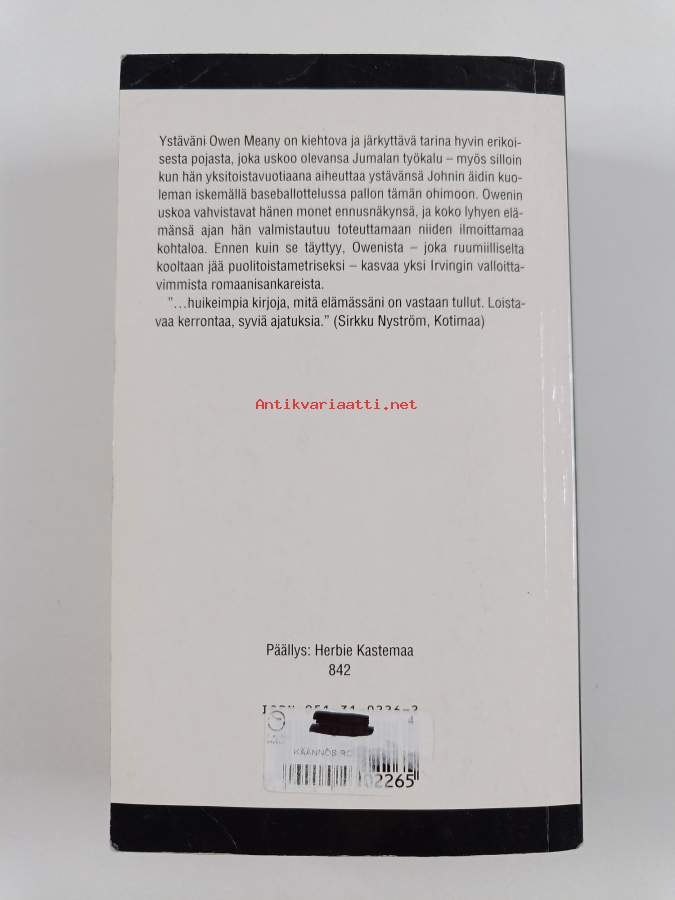 Ystäväni Owen Meany on kiehtova ja järkyttävä tarina hyvin erikoi-
sesta pojasta, joka uskoo olevansa Jumalan työkalu – myös silloin
kun hän yksitoistavuotiaana aiheuttaa ystävänsä Johnin äidin kuo-
leman iskemällä baseballottelussa pallon tämän ohimoon. Owenin
uskoa vahvistavat hänen monet ennusnäkynsä, ja koko lyhyen elä-
mänsä ajan hän valmistautuu toteuttamaan niiden ilmoittamaa
kohtaloa. Ennen kuin se täyttyy, Owenista – joka ruumiilliselta
kooltaan jää puolitoistametriseksi – kasvaa yksi Irvingin valloitta-
vimmista romaanisankareista.
”…huikeimpia kirjoja, mitä elämässäni on vastaan tullut. Loista-
vaa kerrontaa, syviä ajatuksia.” (Sirkku Nyström, Kotimaa)
Antikvariaatti.net
Päällys: Herbie Kastemaa
842
4
KÄÄNNÖS
02265